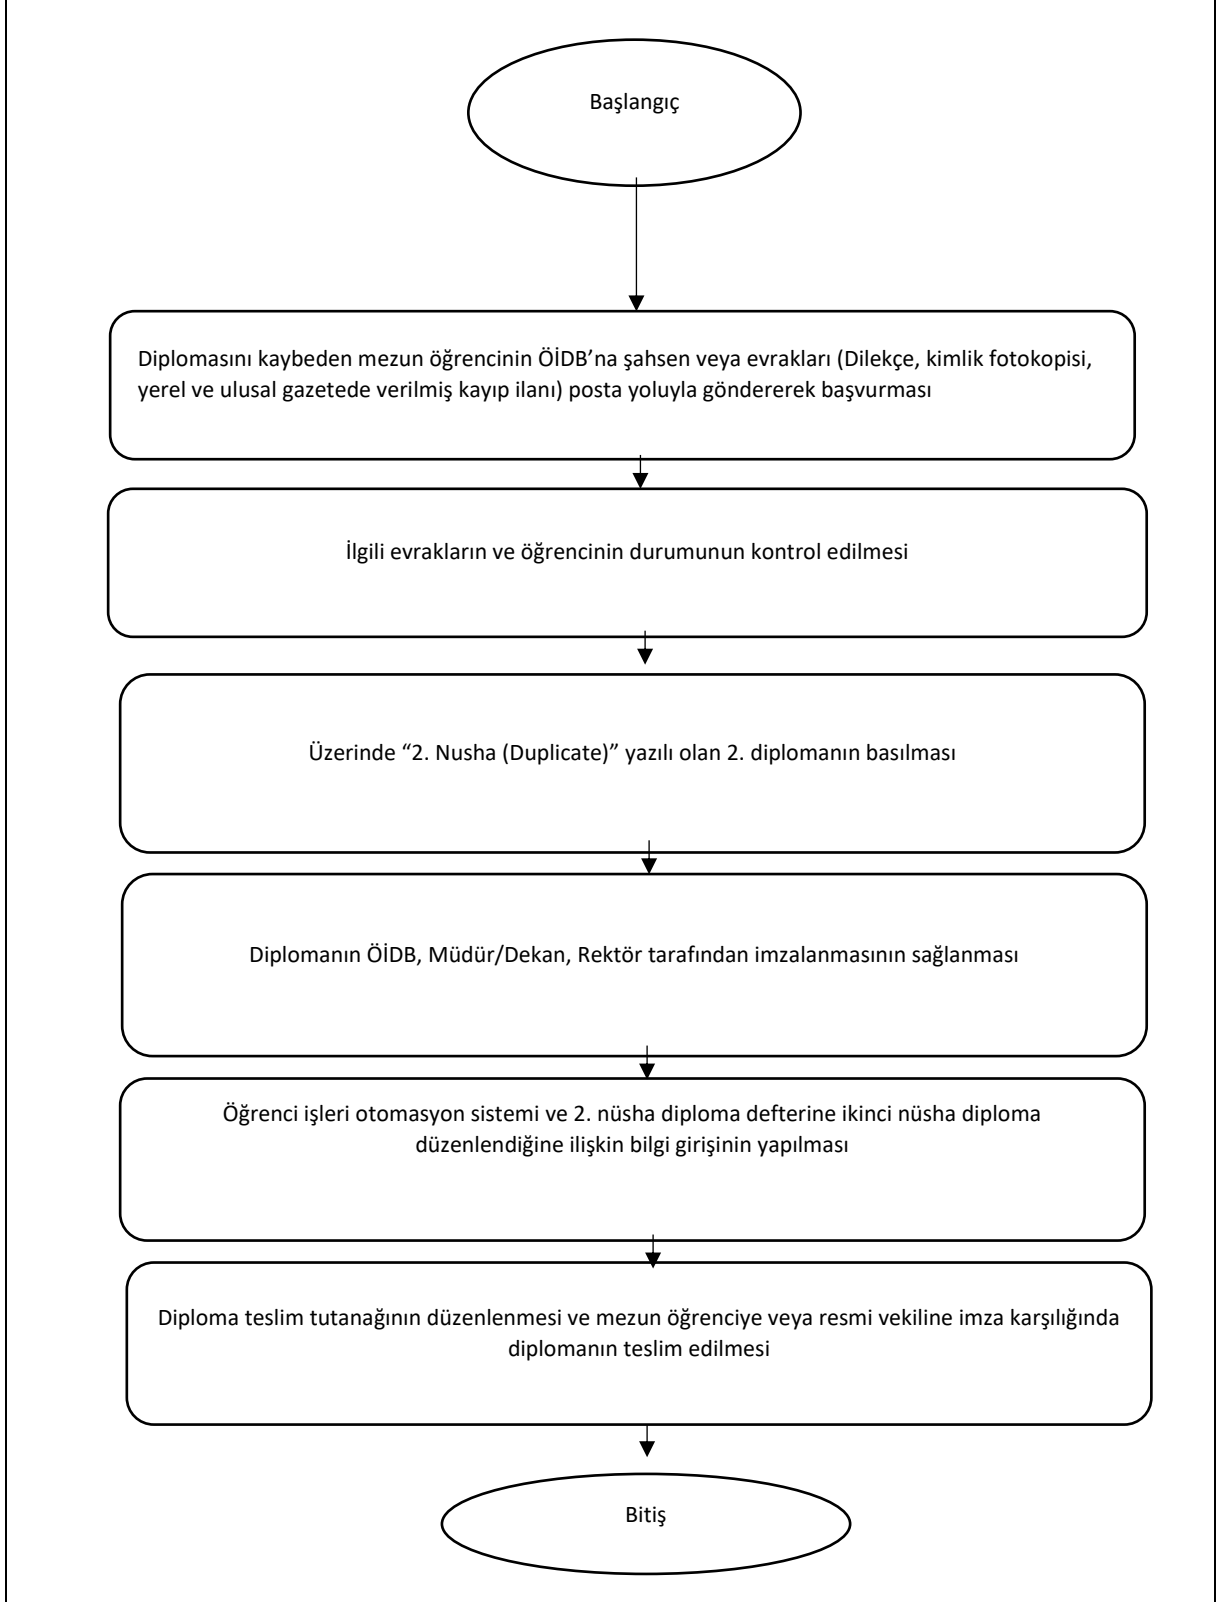 Başlangıç
Diplomasını kaybeden mezun öğrencinin ÖİDB’na şahsen veya evrakları (Dilekçe, kimlik fotokopisi,
yerel ve ulusal gazetede verilmiş kayıp ilanı) posta yoluyla göndererek başvurması
İlgili evrakların ve öğrencinin durumunun kontrol edilmesi
Üzerinde “2. Nusha (Duplicate)” yazılı olan 2. diplomanın basılması
Diplomanın ÖİDB, Müdür/Dekan, Rektör tarafından imzalanmasının sağlanması
Öğrenci işleri otomasyon sistemi ve 2. nüsha diploma defterine ikinci nüsha diploma
düzenlendiğine ilişkin bilgi girişinin yapılması
Diploma teslim tutanağının düzenlenmesi ve mezun öğrenciye veya resmi vekiline imza karşılığında
diplomanın teslim edilmesi
Bitiş